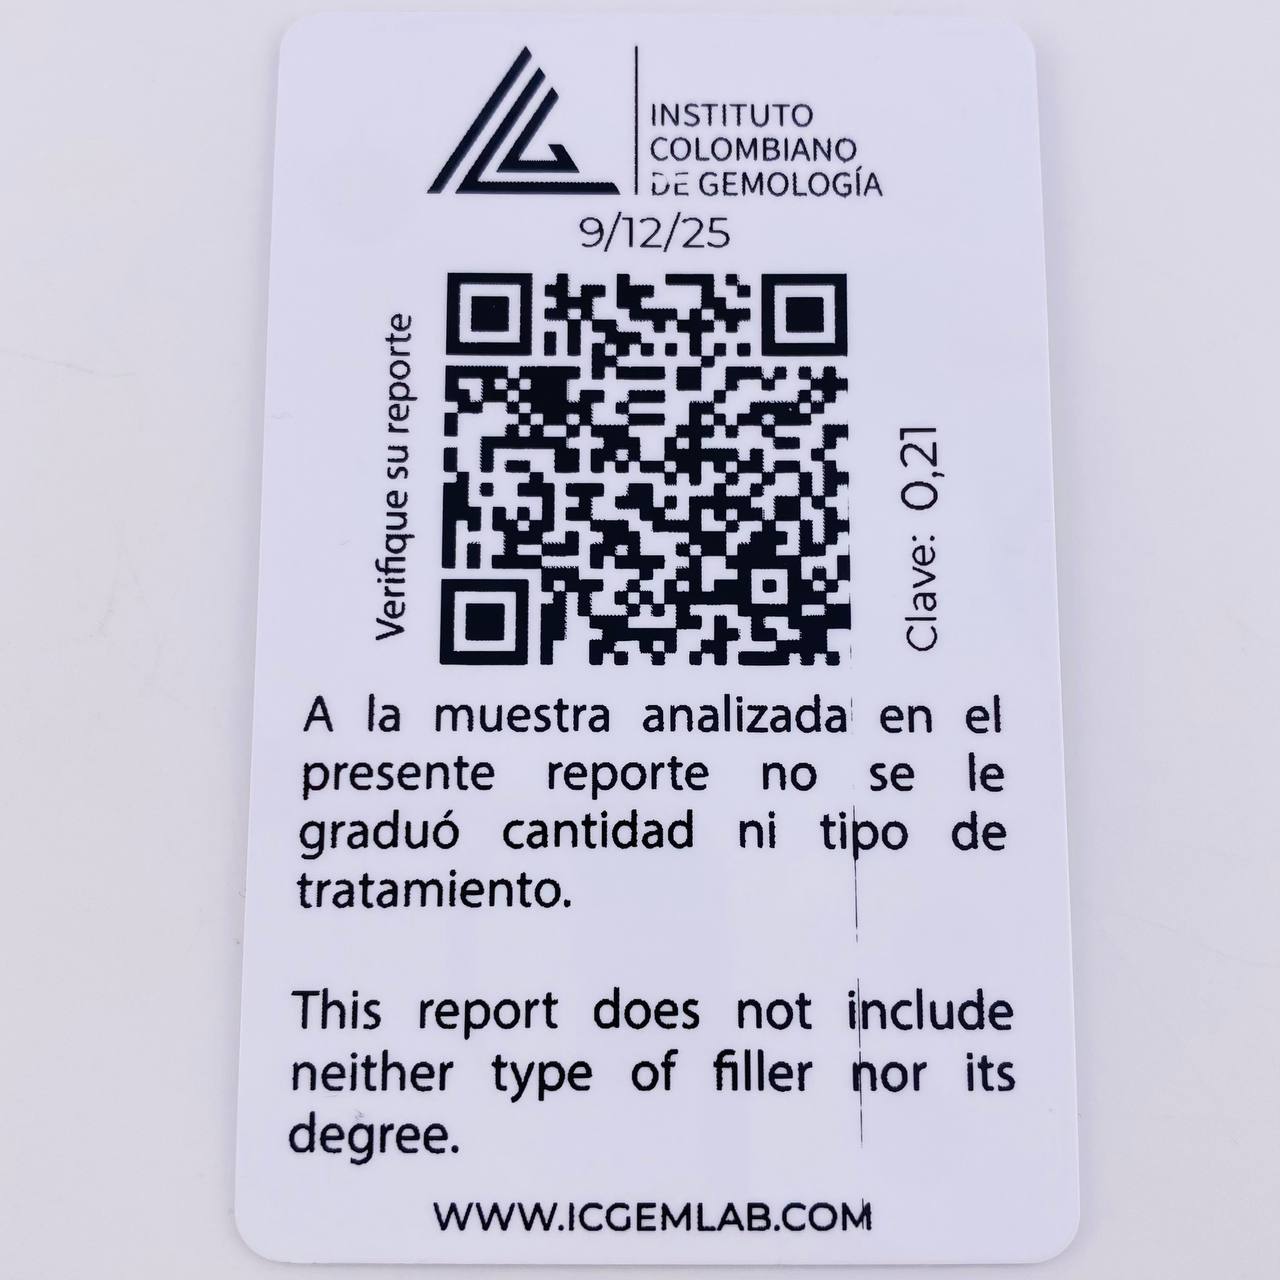 INSTITUTO
COLOMBIANO
DE GEMOLOGÍA
9/12/25
Verifique su reporte
Clave: 0,21
A la muestra analizada en el
presente reporte no se le
graduó cantidad ni tipo de
tratamiento.
This report does not include
neither type of filler nor its
degree.
WWW.ICGEMLAB.COM